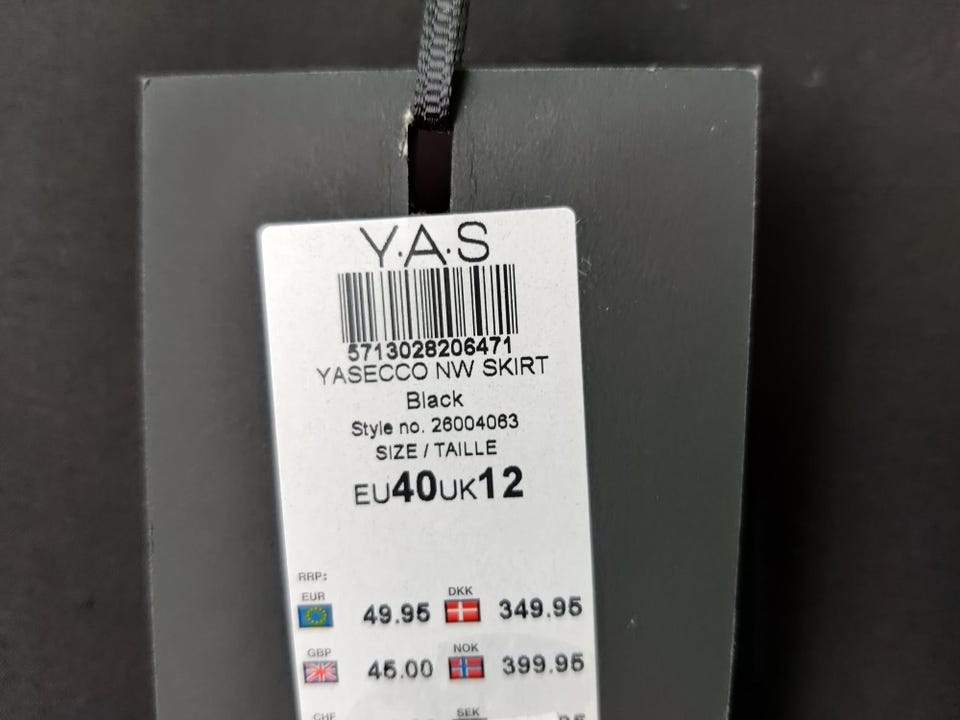 Y.A.S
5713028206471
YASECCO NW SKIRT
Black
Style no. 26004063
SIZE / TAILLE
EU40UK12
RRP:
EUR 49.95 DKK 349.95
GBP 45.00 NOK 399.95
CHF SEK